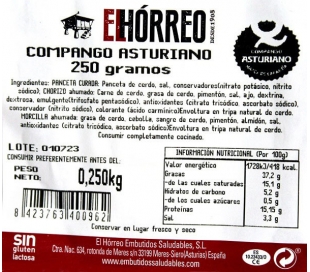 EL HÓRREO
DESDE 1908
COMPANGO ASTURIANO
250 gramos
COMPANGO
ASTURIANO
Ingredientes: PANCETA CURADA: Panceta de cerdo, sal, conservadores(nitrato potásico, nitrito
sódico), CHORIZO ahumado: Carne de cerdo, grasa de cerdo, pimentón, sal, ajo, dextrina,
dextrosa, emulgente(trifosfato pentasódico), antioxidantes (citrato trisódico, ascorbato sódico),
conservador (nitrito sódico), colorante (ácido carmínico)Envoltura en tripa natural de cerdo.
MORCILLA ahumada: grasa de cerdo, cebolla, sangre de cerdo, pimentón, almidón, sal,
antioxidantes (citrato trisódico, ascorbato sódico)Envoltura en tripa natural de cerdo.
Consumir completamente cocinado.
LOTE: 010723
CONSUMIR PREFERENTEMENTE ANTES DEL:
PESO
NETO: 0,250kg
8 423763 400962
INFORMACIÓN NUTRICIONAL (Por 100g)
Valor energético 1728kJ/418 kcal.
Grasas 37,2 g
- de las cuales saturadas 15,1 g
Hidratos de carbono 5,2 g
- de los cuales azúcares 0,5 g
Proteínas 15,15 g
Sal 3,3 g
Conservar en lugar fresco y seco
sin
gluten
lactosa
El Hórreo Embutidos Saludables, S.L.
Ctra. Nac. 634, rotonda de Meres s/n 33199 Meres-Siero(Asturias) España
www.embutidossaludables.com
ES
C E